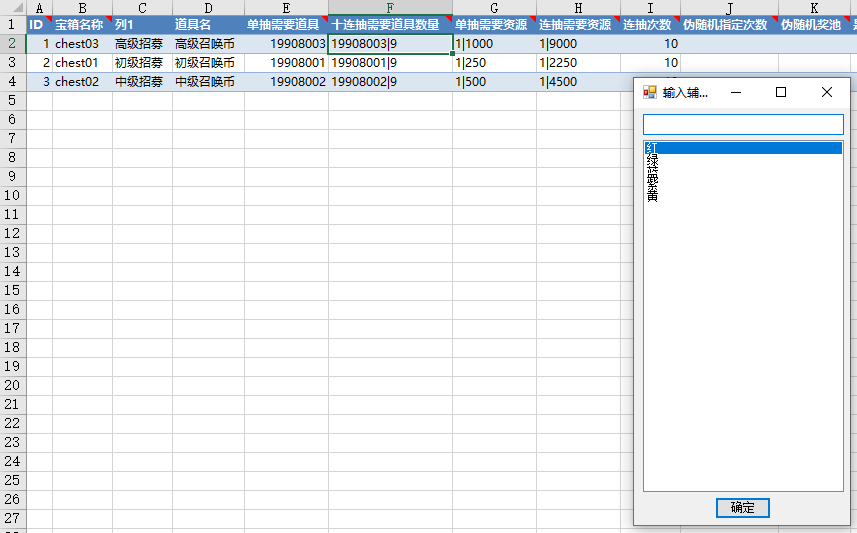 A B C D E F G H I J K
1 ID 宝箱名称 列1 道具名 单抽需要道具 十连抽需要道具数量 单抽需要资源 连抽需要资源 连抽次数 伪随机指定次数 伪随机奖池
2 1 chest03 高级招募 高级召唤币 19908003 19908003|9 1|1000 1|9000 10
3 2 chest01 初级招募 初级召唤币 19908001 19908001|9 1|250 1|2250 10
4 3 chest02 中级招募 中级召唤币 19908002 19908002|9 1|500 1|4500
5
6
7
8
9
10
11
12
13
14
15
16
17
18
19
20
21
22
23
24
25
26
27
输入辅...
红
绿
蓝
紫
黄
确定